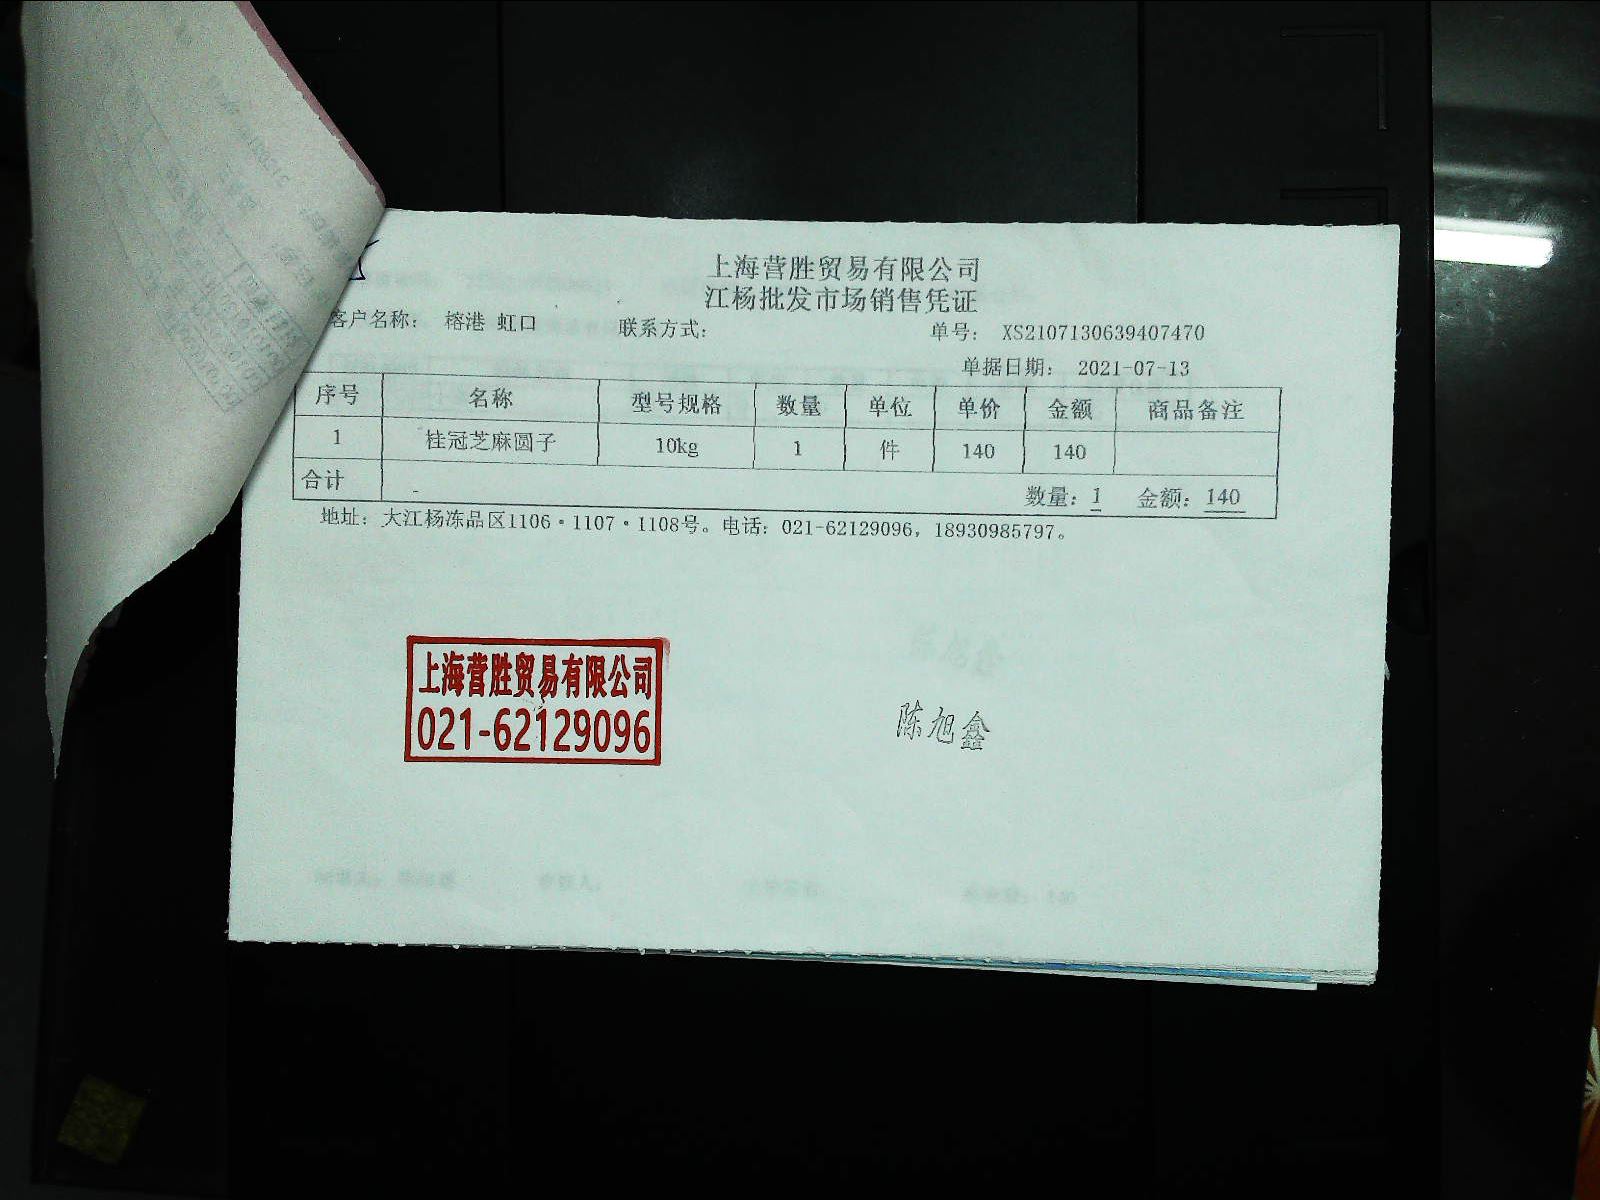 上海营胜贸易有限公司
江杨批发市场销售凭证
客户名称： 榕港 虹口 联系方式： 单号： XS2107130639407470
单据日期： 2021-07-13
序号 名称 型号规格 数量 单位 单价 金额 商品备注
1 桂冠芝麻圆子 10kg 1 件 140 140
合计 数量：1 金额：140
地址：大江杨冻品区1106·1107·1108号。电话：021-62129096，18930985797。
上海营胜贸易有限公司
021-62129096
陈旭鑫